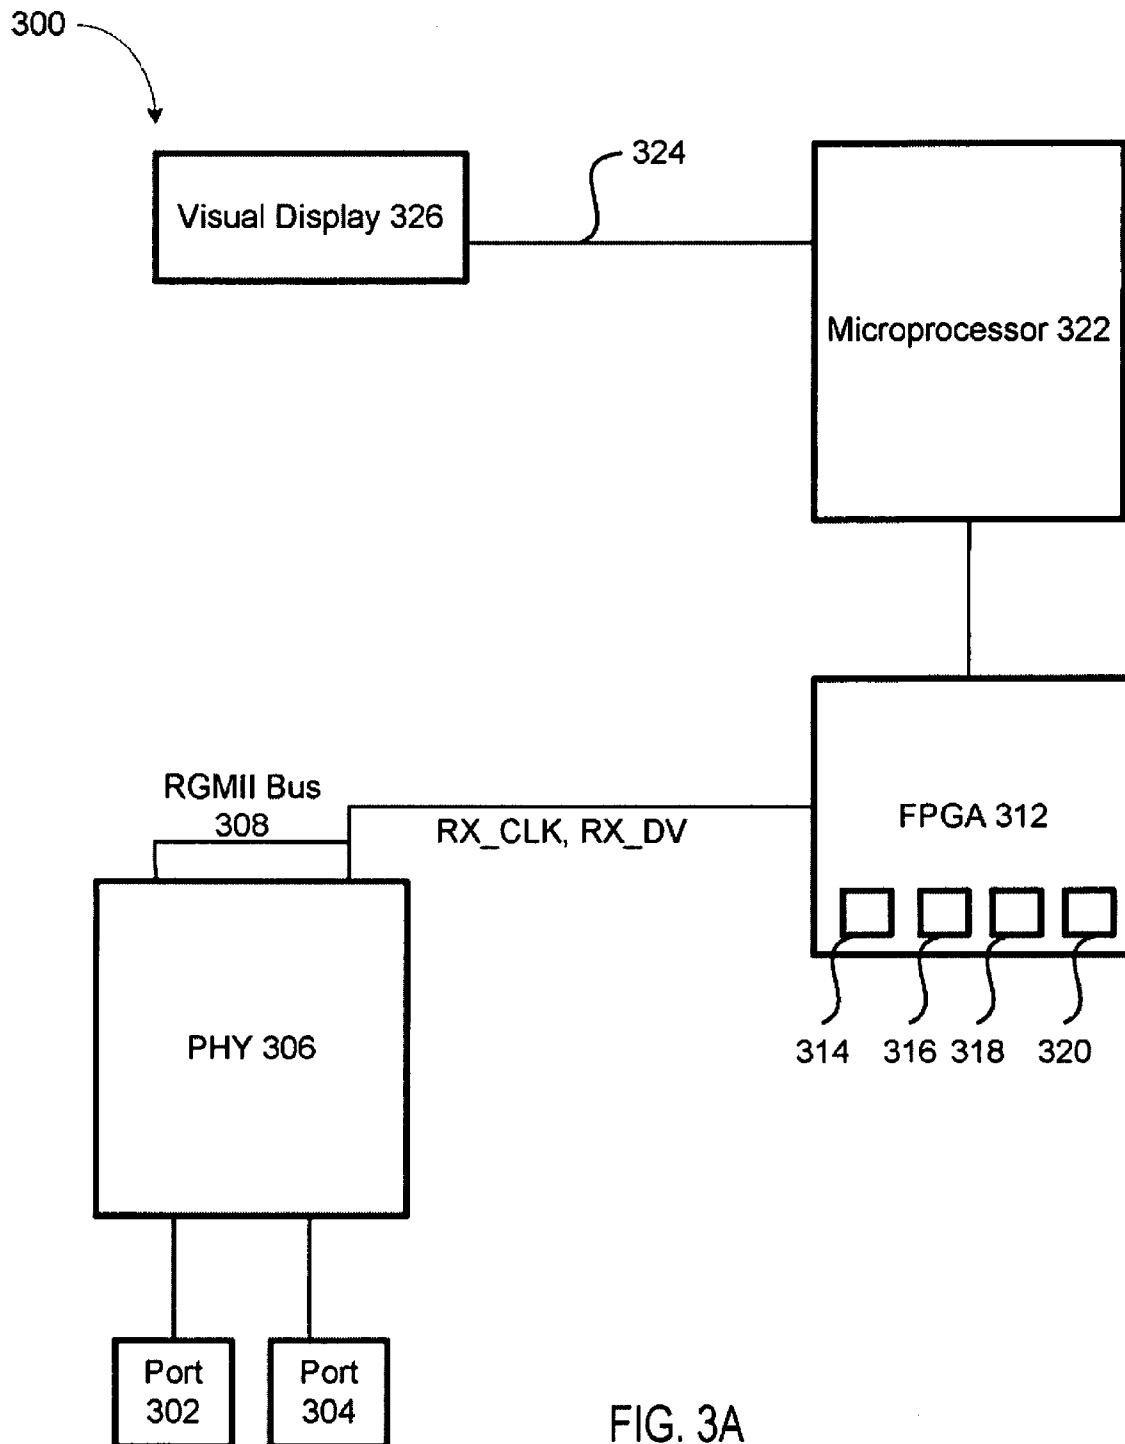 300
324
Visual Display 326
Microprocessor 322
RGMII Bus
308
RX_CLK, RX_DV
FPGA 312
PHY 306
314
316
318
320
Port
302
Port
304
FIG. 3A